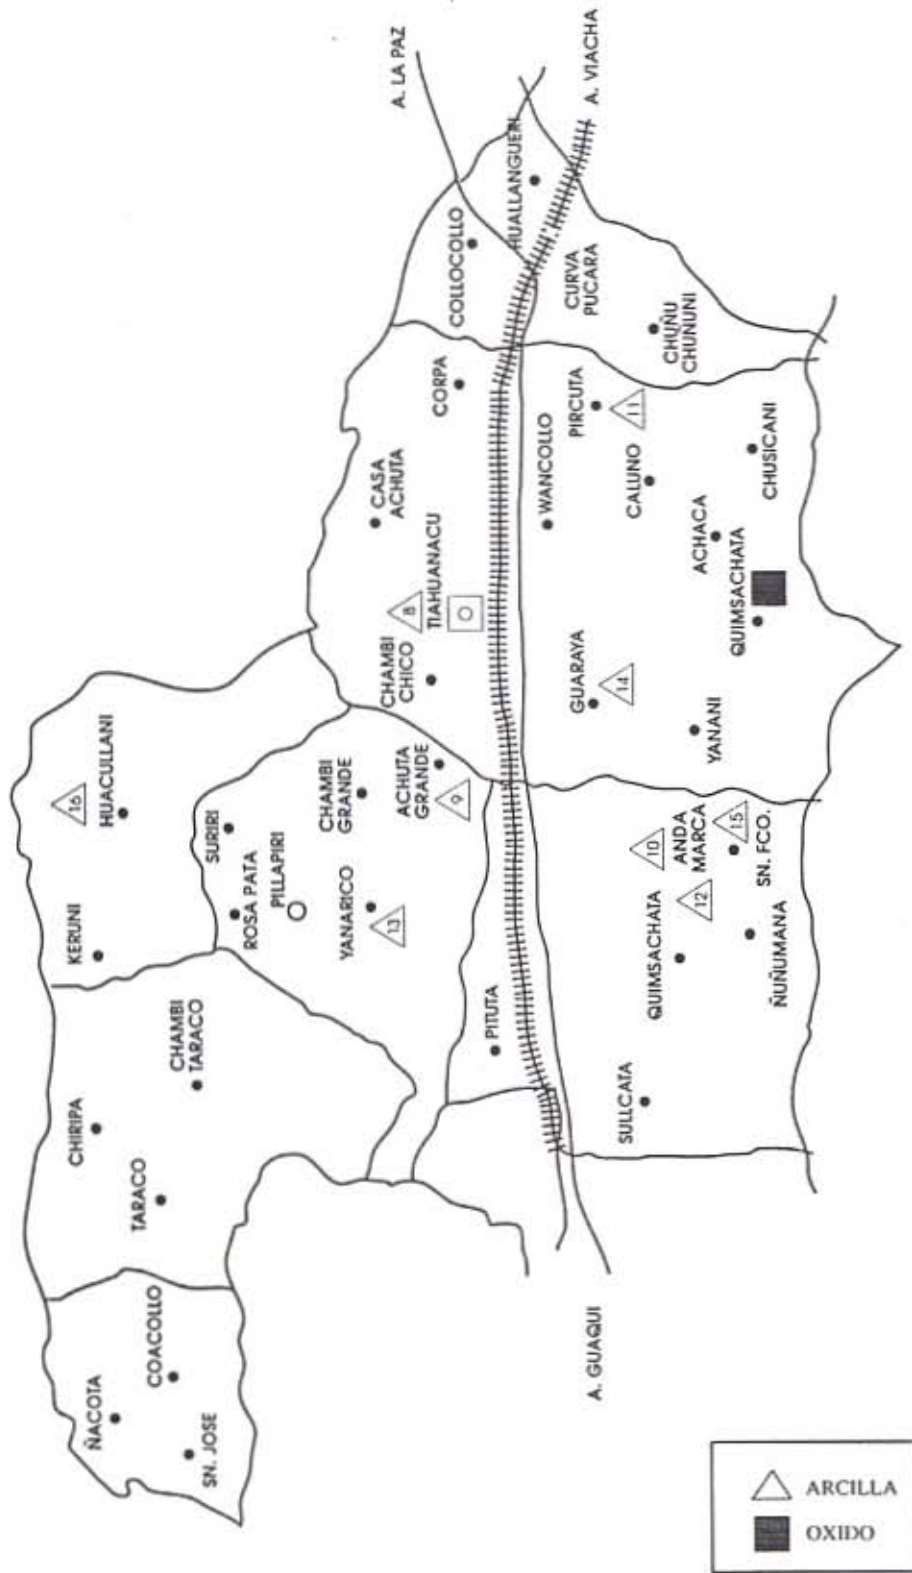 ÑACOTA
COACOLLO
SN. JOSE
CHIRIPA
TARACO
CHAMBI
TARACO
KERUNI
16
HUACULLANI
SURIRI
ROSA PATA
PILLAPIRI
CHAMBI
GRANDE
YANARICO
13
ACHUTA
GRANDE
9
PITUTA
CHAMBI
CHICO
8
TIAHUANACU
CASA
ACHUTA
CORPA
COLLOCOLLO
HUALLANGUERI
A. LA PAZ
A. VIACHA
A. GUAQUI
CURVA
PUCARA
CHUÑU
CHUNUNI
WANCOLLO
PIRCUTA
11
CALUNO
ACHACA
CHUSICANI
QUIMSACHATA
GUARAYA
14
YANANI
10
ANDA
MARCA
15
SN. FCO.
QUIMSACHATA
12
ÑUÑUMANA
SULLCATA
ARCILLA
OXIDO